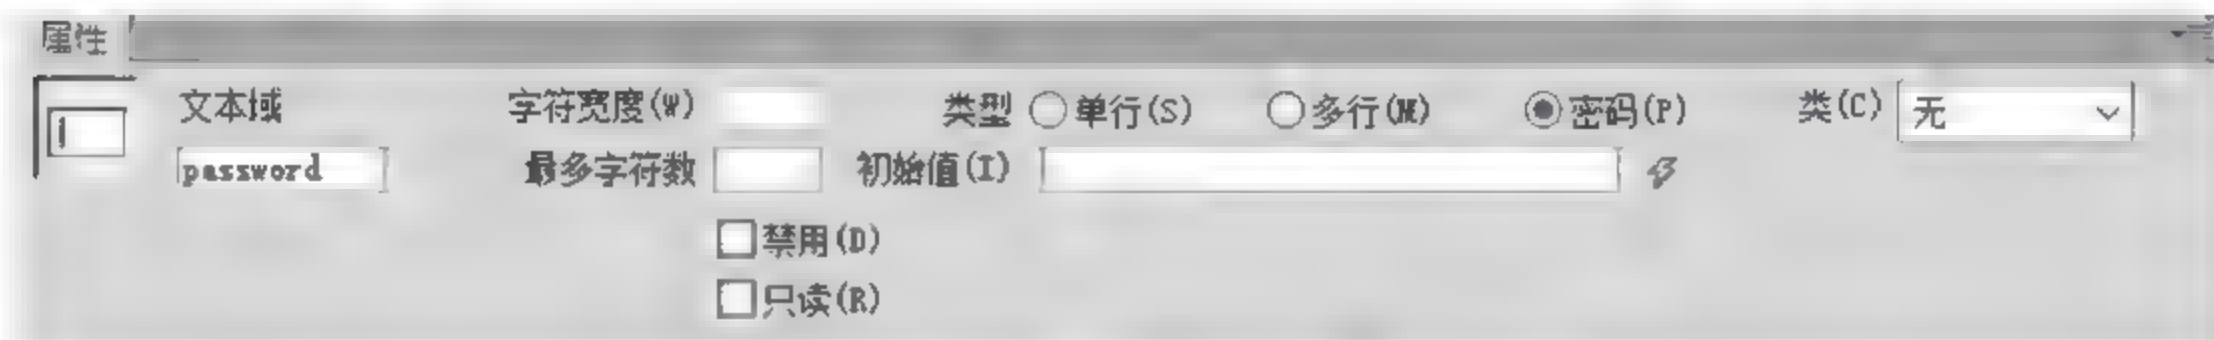 属性
文本域 字符宽度(W) 类型 单行(S) 多行(M) 密码(P) 类(C) 无
password 最多字符数 初始值(I)
禁用(D)
只读(R)